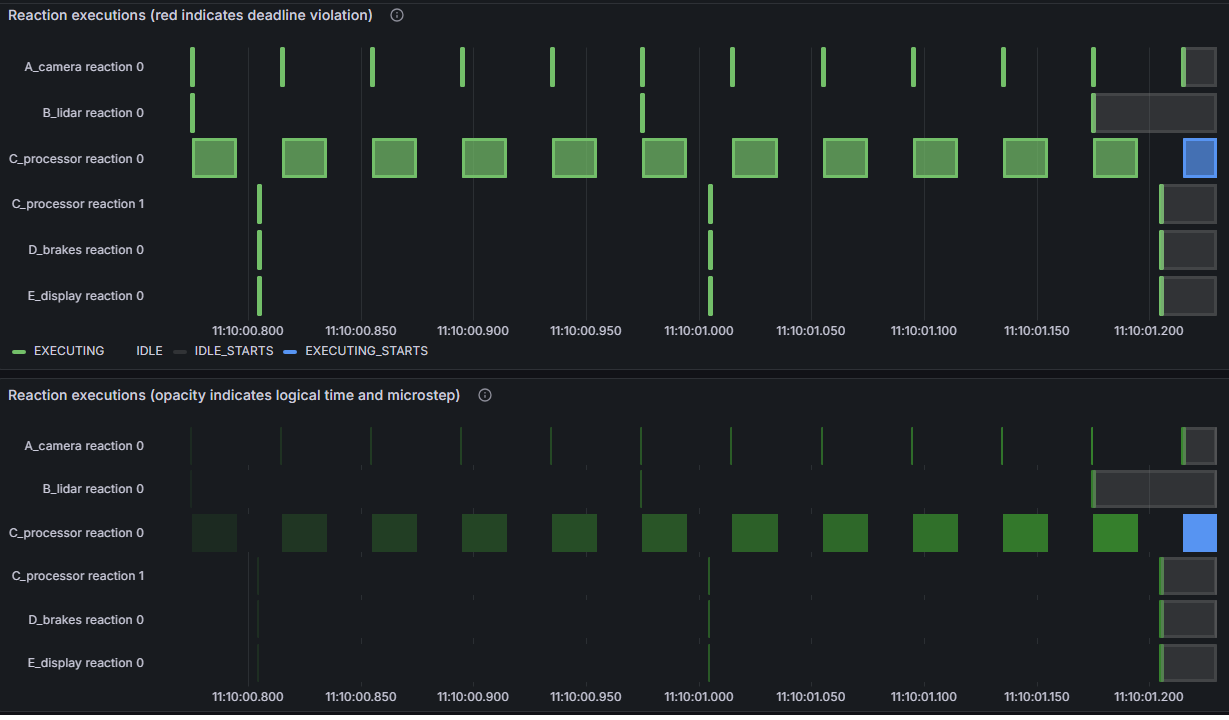 Reaction executions (red indicates deadline violation)
A_camera reaction 0
B_lidar reaction 0
C_processor reaction 0
C_processor reaction 1
D_brakes reaction 0
E_display reaction 0
11:10:00.800 11:10:00.850 11:10:00.900 11:10:00.950 11:10:01.000 11:10:01.050 11:10:01.100 11:10:01.150 11:10:01.200
EXECUTING IDLE IDLE_STARTS EXECUTING_STARTS
Reaction executions (opacity indicates logical time and microstep)
A_camera reaction 0
B_lidar reaction 0
C_processor reaction 0
C_processor reaction 1
D_brakes reaction 0
E_display reaction 0
11:10:00.800 11:10:00.850 11:10:00.900 11:10:00.950 11:10:01.000 11:10:01.050 11:10:01.100 11:10:01.150 11:10:01.200